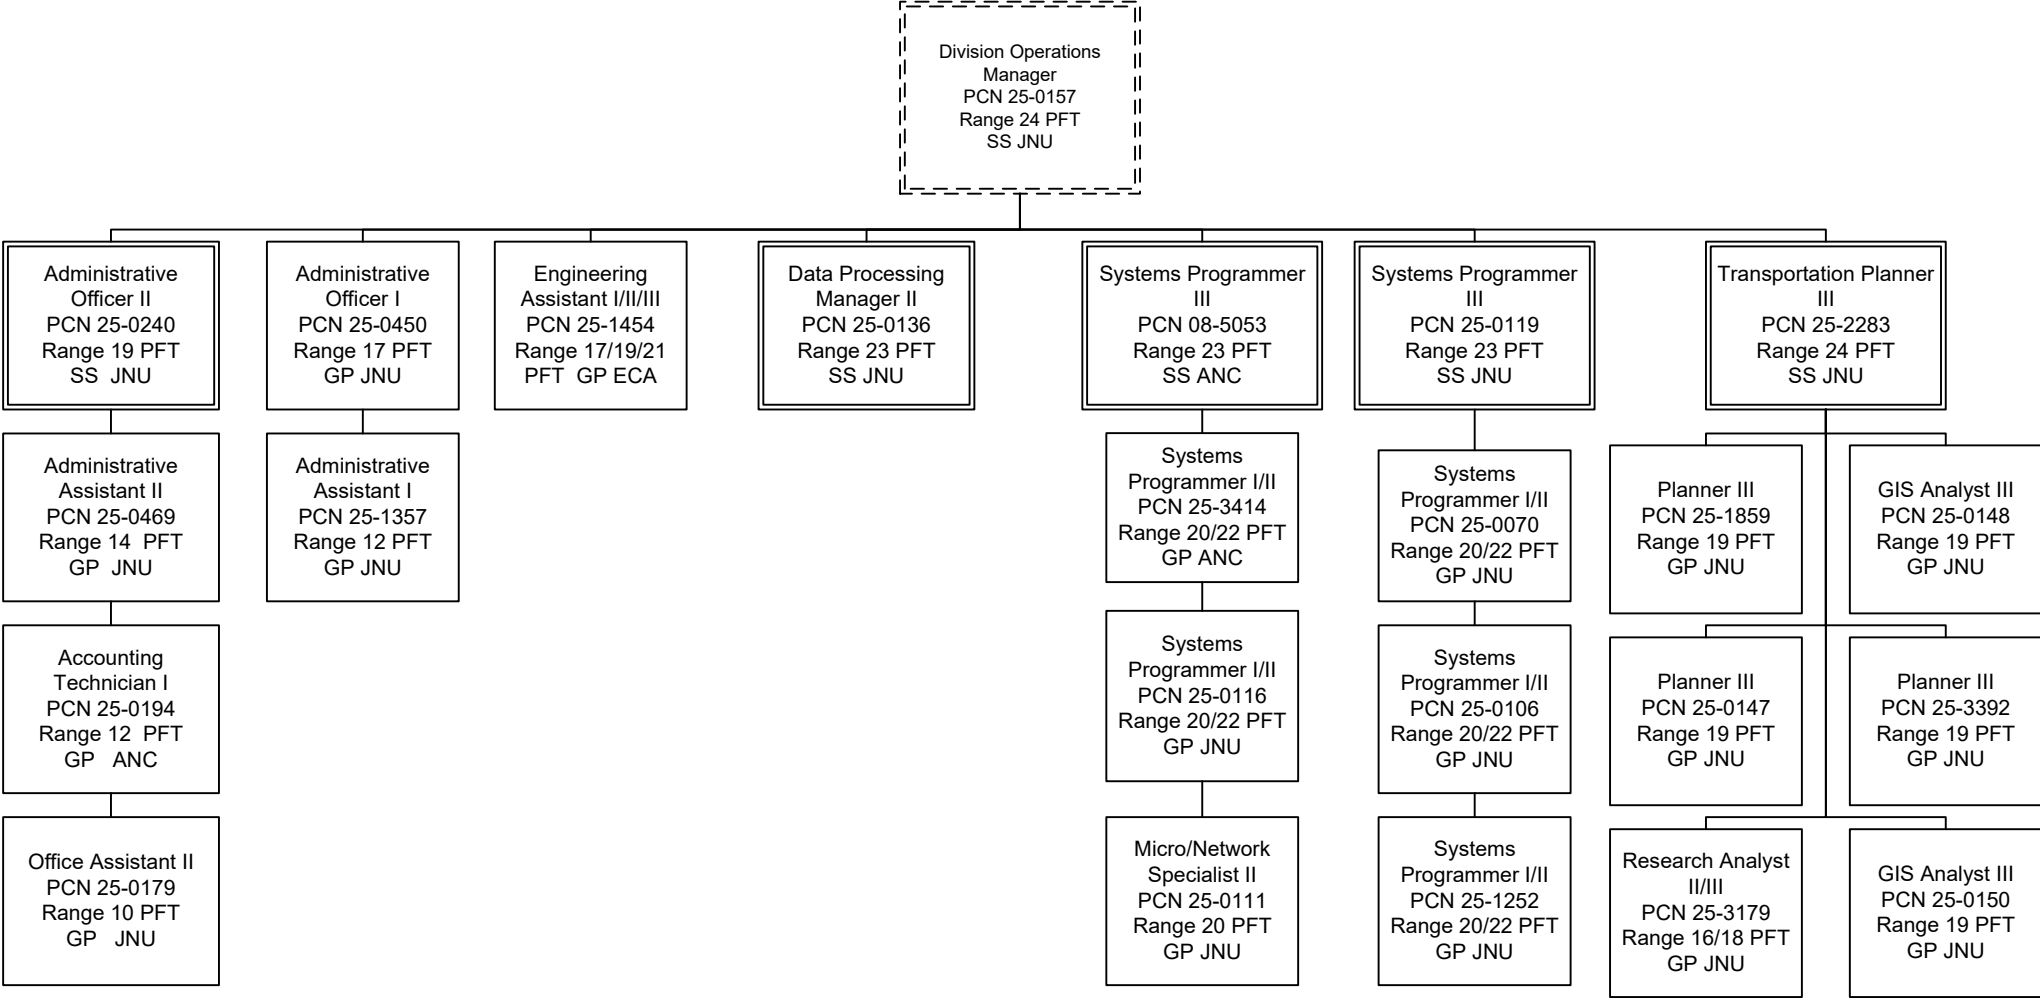 Division Operations
Manager
PCN 25-0157
Range 24 PFT
SS JNU
Administrative
Officer II
PCN 25-0240
Range 19 PFT
SS JNU
Administrative
Officer I
PCN 25-0450
Range 17 PFT
GP JNU
Engineering
Assistant I/II/III
PCN 25-1454
Range 17/19/21
PFT GP ECA
Data Processing
Manager II
PCN 25-0136
Range 23 PFT
SS JNU
Systems Programmer
III
PCN 08-5053
Range 23 PFT
SS ANC
Systems Programmer
III
PCN 25-0119
Range 23 PFT
SS JNU
Transportation Planner
III
PCN 25-2283
Range 24 PFT
SS JNU
Administrative
Assistant II
PCN 25-0469
Range 14 PFT
GP JNU
Administrative
Assistant I
PCN 25-1357
Range 12 PFT
GP JNU
Systems
Programmer I/II
PCN 25-3414
Range 20/22 PFT
GP ANC
Systems
Programmer I/II
PCN 25-0070
Range 20/22 PFT
GP JNU
Planner III
PCN 25-1859
Range 19 PFT
GP JNU
GIS Analyst III
PCN 25-0148
Range 19 PFT
GP JNU
Accounting
Technician I
PCN 25-0194
Range 12 PFT
GP ANC
Systems
Programmer I/II
PCN 25-0116
Range 20/22 PFT
GP JNU
Systems
Programmer I/II
PCN 25-0106
Range 20/22 PFT
GP JNU
Planner III
PCN 25-0147
Range 19 PFT
GP JNU
Planner III
PCN 25-3392
Range 19 PFT
GP JNU
Office Assistant II
PCN 25-0179
Range 10 PFT
GP JNU
Micro/Network
Specialist II
PCN 25-0111
Range 20 PFT
GP JNU
Systems
Programmer I/II
PCN 25-1252
Range 20/22 PFT
GP JNU
Research Analyst
II/III
PCN 25-3179
Range 16/18 PFT
GP JNU
GIS Analyst III
PCN 25-0150
Range 19 PFT
GP JNU